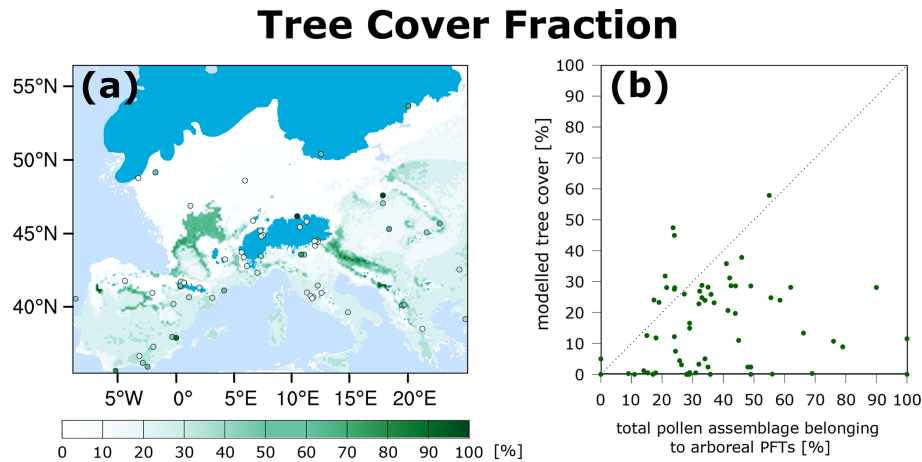 Tree Cover Fraction
(a)
55°N
50°N
45°N
40°N
5°W 0° 5°E 10°E 15°E 20°E
0 10 20 30 40 50 60 70 80 90 100 [%]
(b)
modelled tree cover [%]
100
90
80
70
60
50
40
30
20
10
0
0 10 20 30 40 50 60 70 80 90 100
total pollen assemblage belonging
to arboreal PFTs [%]